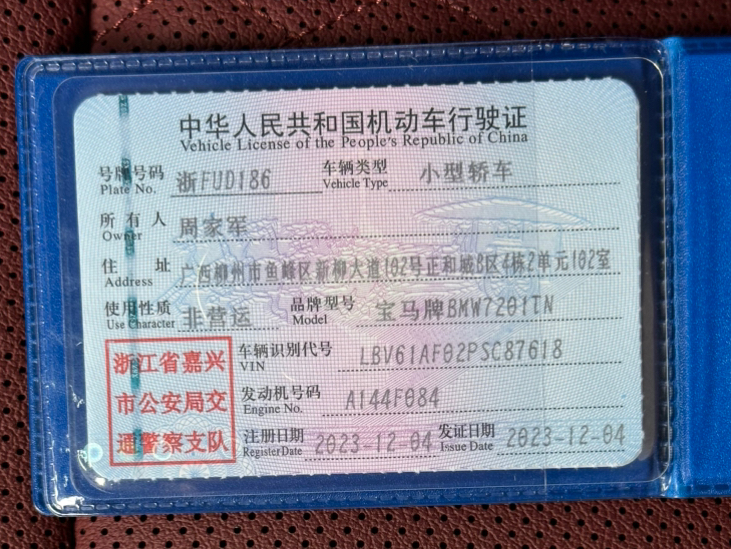 中华人民共和国机动车行驶证
Vehicle License of the People's Republic of China
号牌号码 浙FUD186 车辆类型 小型轿车
Plate No. Vehicle Type
所有人 周家军
Owner
住址 广西柳州市鱼峰区新柳大道102号正和城B区4栋2单元102室
Address
使用性质 非营运 品牌型号 宝马牌BMW7201TN
Use Character Model
浙江省嘉兴
市公安局交
通警察支队
车辆识别代号 LBV61AF02PSC87618
VIN
发动机号码 A144F084
Engine No.
注册日期 2023-12-04 发证日期 2023-12-04
Register Date Issue Date